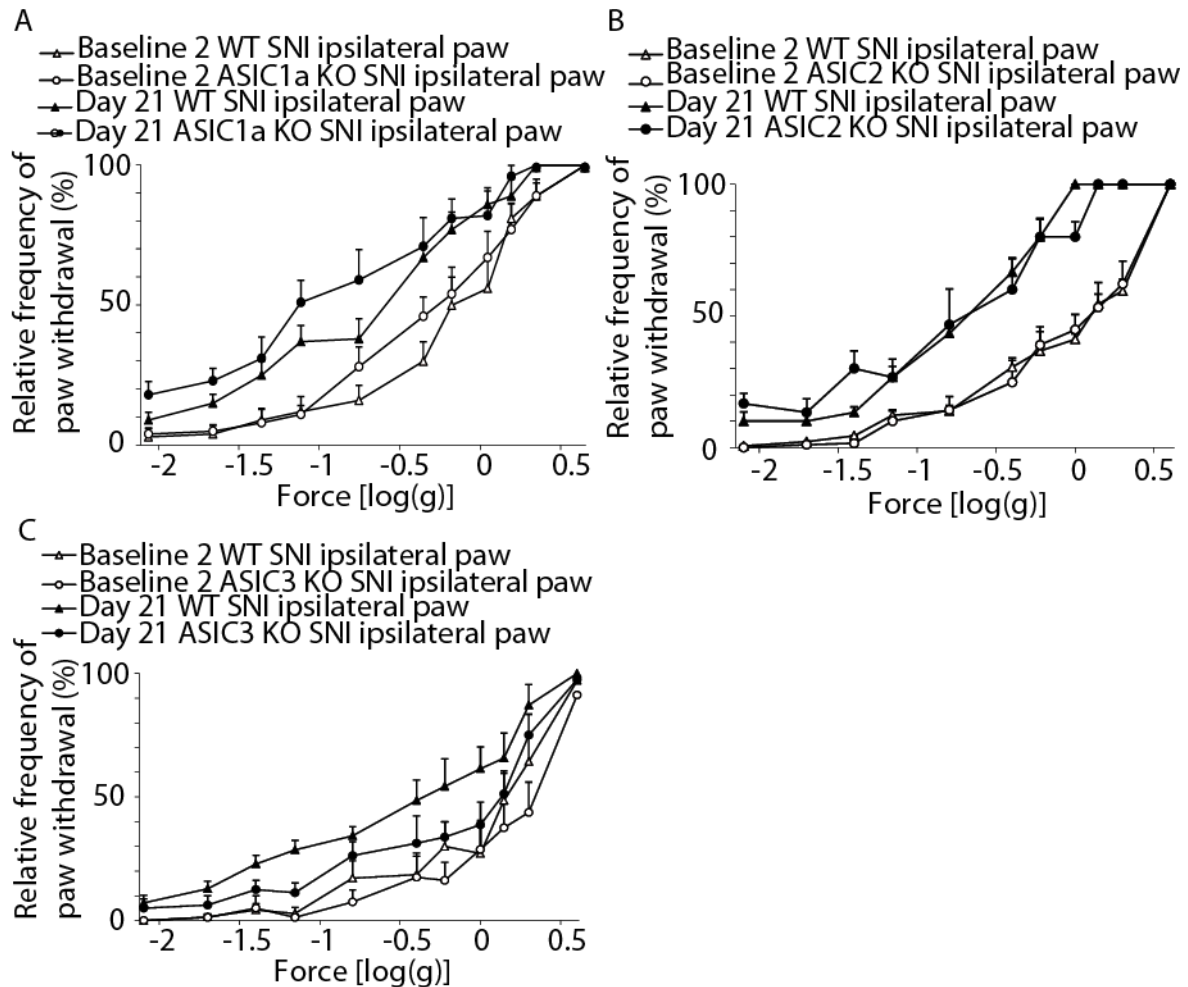 A
Baseline 2 WT SNI ipsilateral paw
Baseline 2 ASIC1a KO SNI ipsilateral paw
Day 21 WT SNI ipsilateral paw
Day 21 ASIC1a KO SNI ipsilateral paw
Relative frequency of
paw withdrawal (%)
100
50
0
-2 -1.5 -1 -0.5 0 0.5
Force [log(g)]
B
Baseline 2 WT SNI ipsilateral paw
Baseline 2 ASIC2 KO SNI ipsilateral paw
Day 21 WT SNI ipsilateral paw
Day 21 ASIC2 KO SNI ipsilateral paw
Relative frequency of
paw withdrawal (%)
100
50
0
-2 -1.5 -1 -0.5 0 0.5
Force [log(g)]
C
Baseline 2 WT SNI ipsilateral paw
Baseline 2 ASIC3 KO SNI ipsilateral paw
Day 21 WT SNI ipsilateral paw
Day 21 ASIC3 KO SNI ipsilateral paw
Relative frequency of
paw withdrawal (%)
100
50
0
-2 -1.5 -1 -0.5 0 0.5
Force [log(g)]